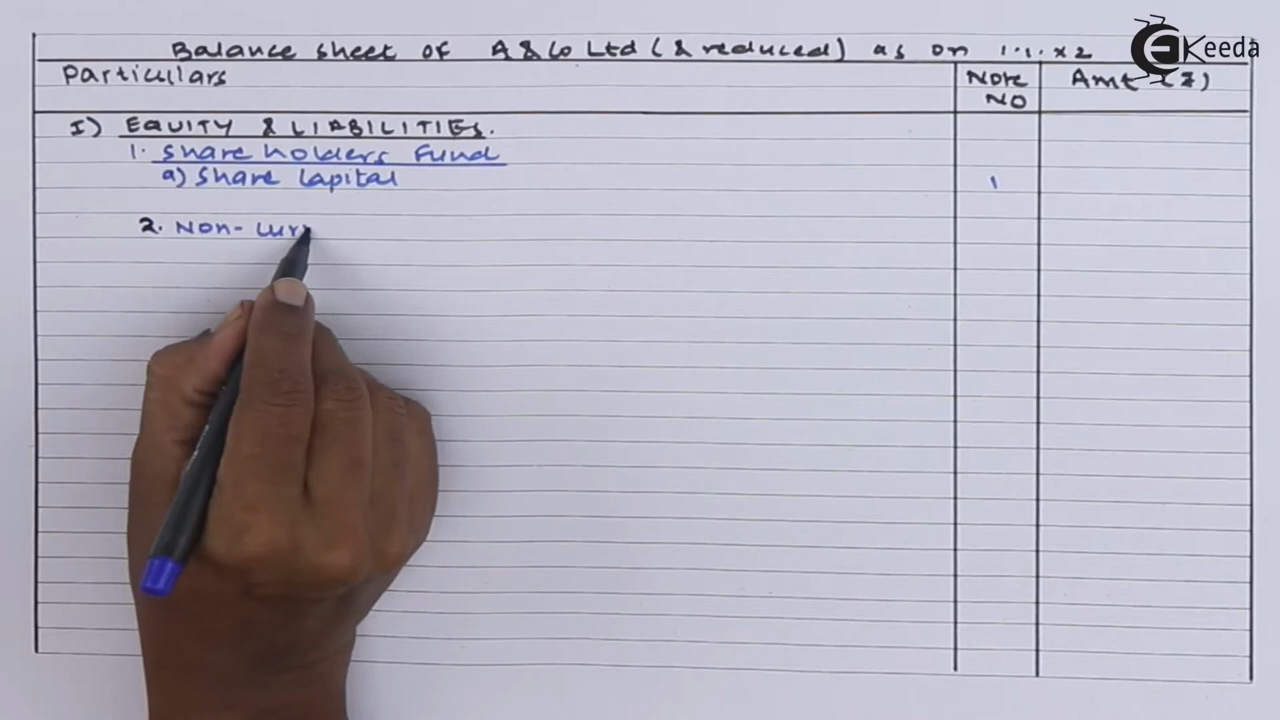 Balance sheet of A & Co Ltd (& reduced) as on 1.1.x2
Particulars Note No Amt (₹)
I) EQUITY & LIABILITIES.
1. Share holders Fund
a) Share Capital 1
2. Non-Curr
Keeda